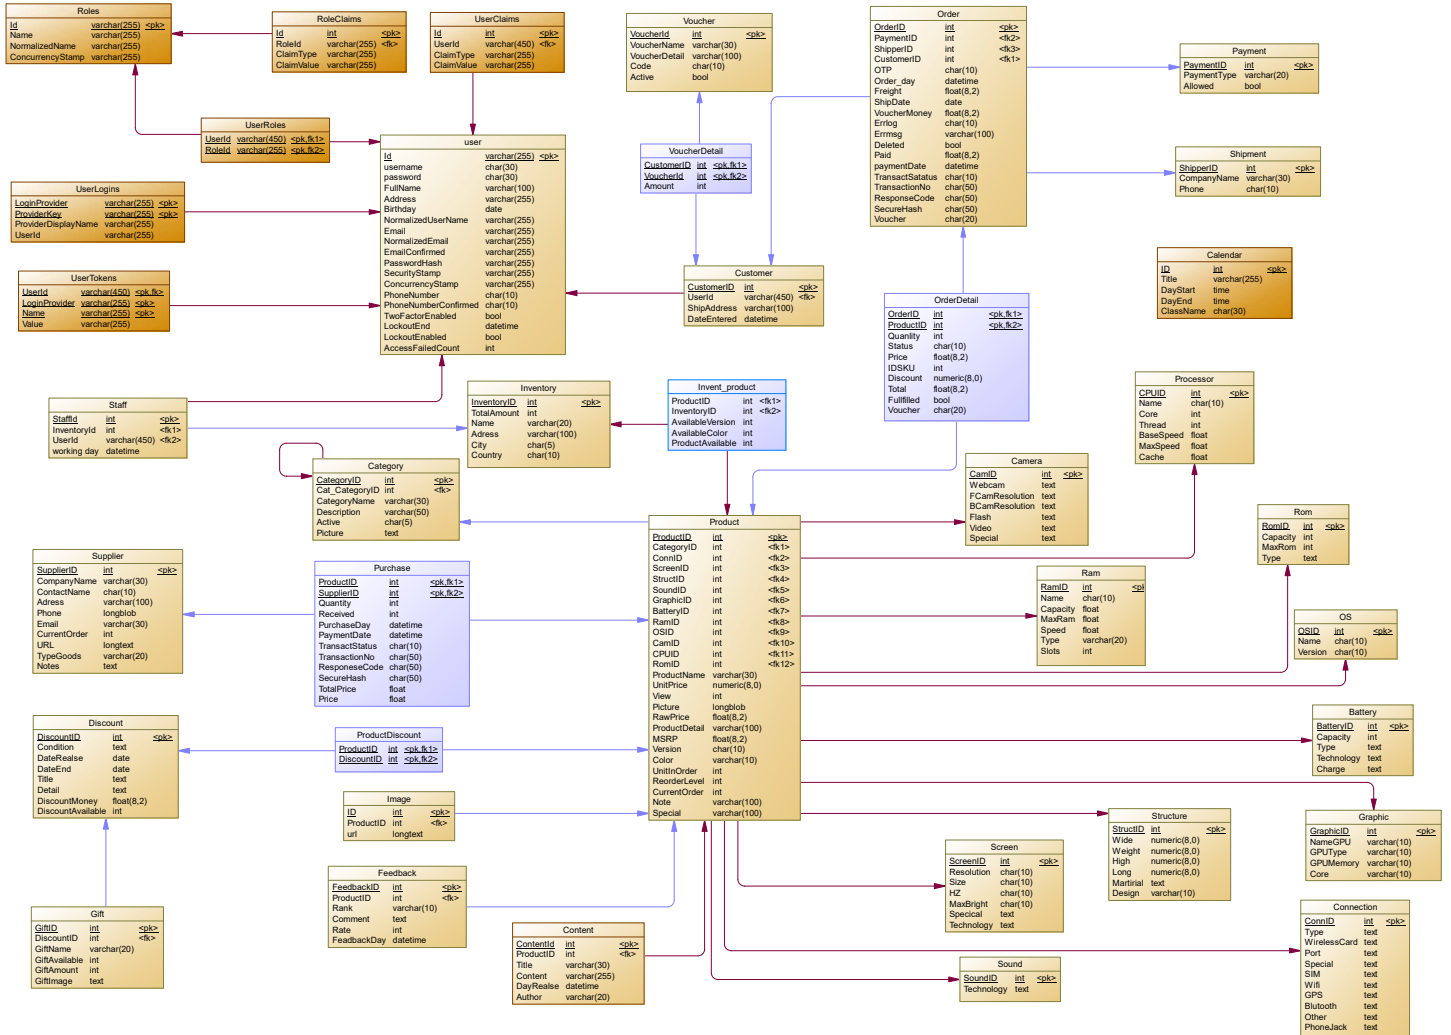 Roles
Id varchar(255) <pk>
Name varchar(255)
NormalizedName varchar(255)
ConcurrencyStamp varchar(255)
RoleClaims
Id int <pk>
RoleId varchar(255) <fk>
ClaimType varchar(255)
ClaimValue varchar(255)
UserClaims
Id int <pk>
UserId varchar(450) <fk>
ClaimType varchar(255)
ClaimValue varchar(255)
Voucher
VoucherId int <pk>
VoucherName varchar(30)
VoucherDetail varchar(100)
Code char(10)
Active bool
Order
OrderID int <pk>
PaymentID int <fk2>
ShipperID int <fk3>
CustomerID int <fk1>
OTP char(10)
Order_day datetime
Freight float(8,2)
ShipDate date
VoucherMoney float(8,2)
Errlog char(10)
Errmsg varchar(100)
Deleted bool
Paid float(8,2)
paymentDate datetime
TransactSatatus char(10)
TransactionNo char(50)
ResponseCode char(50)
SecureHash char(50)
Voucher char(20)
Payment
PaymentID int <pk>
PaymentType varchar(20)
Allowed bool
UserRoles
UserId varchar(450) <pk,fk1>
RoleId varchar(255) <pk,fk2>
user
Id varchar(255) <pk>
username char(30)
password char(30)
FullName varchar(100)
Address varchar(255)
Birthday date
NormalizedUserName varchar(255)
Email varchar(255)
NormalizedEmail varchar(255)
EmailConfirmed varchar(255)
PasswordHash varchar(255)
SecurityStamp varchar(255)
ConcurrencyStamp varchar(255)
PhoneNumber char(10)
PhoneNumberConfirmed char(10)
TwoFactorEnabled bool
LockoutEnd datetime
LockoutEnabled bool
AccessFailedCount int
VoucherDetail
CustomerID int <pk,fk1>
VoucherId int <pk,fk2>
Amount int
Shipment
ShipperID int <pk>
CompanyName varchar(30)
Phone char(10)
UserLogins
LoginProvider varchar(255) <pk>
ProviderKey varchar(255) <pk>
ProviderDisplayName varchar(255)
UserId varchar(255)
UserTokens
UserId varchar(450) <pk,fk>
LoginProvider varchar(255) <pk>
Name varchar(255) <pk>
Value varchar(255)
Customer
CustomerID int <pk>
UserId varchar(450) <fk>
ShipAddress varchar(100)
DateEntered datetime
Calendar
ID int <pk>
Title varchar(255)
DayStart time
DayEnd time
ClassName char(30)
OrderDetail
OrderID int <pk,fk1>
ProductID int <pk,fk2>
Quanlity int
Status char(10)
Price float(8,2)
IDSKU int
Discount numeric(8,0)
Total float(8,2)
Fullfilled bool
Voucher char(20)
Staff
StaffId int <pk>
InventoryId int <fk1>
UserId varchar(450) <fk2>
working day datetime
Inventory
InventoryID int <pk>
TotalAmount int
Name varchar(20)
Adress varchar(100)
City char(5)
Country char(10)
Invent_product
ProductID int <fk1>
InventoryID int <fk2>
AvailableVersion int
AvailableColor int
ProductAvailable int
Processor
CPUID int <pk>
Name char(10)
Core int
Thread int
BaseSpeed float
MaxSpeed float
Cache float
Category
CategoryID int <pk>
Cat_CategoryID int <fk>
CategoryName varchar(30)
Description varchar(50)
Active char(5)
Picture text
Camera
CamID int <pk>
Webcam text
FCamResolution text
BCamResolution text
Flash text
Video text
Special text
Rom
RomID int <pk>
Capacity int
MaxRom int
Type text
Product
ProductID int <pk>
CategoryID int <fk1>
ConnID int <fk2>
ScreenID int <fk3>
StructID int <fk4>
SoundID int <fk5>
GraphicID int <fk6>
BatteryID int <fk7>
RamID int <fk8>
OSID int <fk9>
CamID int <fk10>
CPUID int <fk11>
RomID int <fk12>
ProductName varchar(30)
UnitPrice numeric(8,0)
View int
Picture longblob
RawPrice float(8,2)
ProductDetail varchar(100)
MSRP float(8,2)
Version char(10)
Color varchar(10)
UnitInOrder int
ReorderLevel int
CurrentOrder int
Note varchar(100)
Special varchar(100)
Supplier
SupplierID int <pk>
CompanyName varchar(30)
ContactName char(10)
Adress varchar(100)
Phone longblob
Email varchar(30)
CurrentOrder int
URL longtext
TypeGoods varchar(20)
Notes text
Purchase
ProductID int <pk,fk1>
SupplierID int <pk,fk2>
Quantity int
Received int
PurchaseDay datetime
PaymentDate datetime
TransactStatus char(10)
TransactionNo char(50)
ResponeseCode char(50)
SecureHash char(50)
TotalPrice float
Price float
Ram
RamID int <pk
Name char(10)
Capacity float
MaxRam float
Speed float
Type varchar(20)
Slots int
OS
OSID int <pk>
Name char(10)
Version char(10)
Discount
DiscountID int <pk>
Condition text
DateRealse date
DateEnd date
Title text
Detail text
DiscountMoney float(8,2)
DiscountAvailable int
ProductDiscount
ProductID int <pk,fk1>
DiscountID int <pk,fk2>
Battery
BatteryID int <pk>
Capacity int
Type text
Technology text
Charge text
Image
ID int <pk>
ProductID int <fk>
url longtext
Structure
StructID int <pk>
Wide numeric(8,0)
Weight numeric(8,0)
High numeric(8,0)
Long numeric(8,0)
Martirial text
Design varchar(10)
Graphic
GraphicID int <pk>
NameGPU varchar(10)
GPUType varchar(10)
GPUMemory varchar(10)
Core varchar(10)
Screen
ScreenID int <pk>
Resolution char(10)
Size char(10)
HZ char(10)
MaxBright char(10)
Specical text
Technology text
Feedback
FeedbackID int <pk>
ProductID int <fk>
Rank varchar(10)
Comment text
Rate int
FeadbackDay datetime
Gift
GiftID int <pk>
DiscountID int <fk>
GiftName varchar(20)
GiftAvailable int
GiftAmount int
GiftImage text
Content
ContentId int <pk>
ProductID int <fk>
Title varchar(30)
Content varchar(255)
DayRealse datetime
Author varchar(20)
Sound
SoundID int <pk>
Technology text
Connection
ConnID int <pk>
Type text
WirelessCard text
Port text
Special text
SIM text
Wifi text
GPS text
Blutooth text
Other text
PhoneJack text